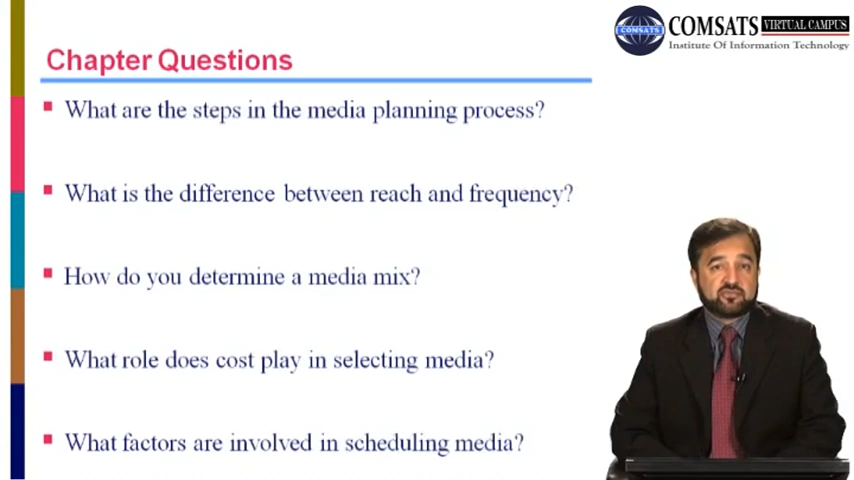 COMSATS
COMSATS VIRTUAL CAMPUS
Institute Of Information Technology
Chapter Questions
What are the steps in the media planning process?
What is the difference between reach and frequency?
How do you determine a media mix?
What role does cost play in selecting media?
What factors are involved in scheduling media?